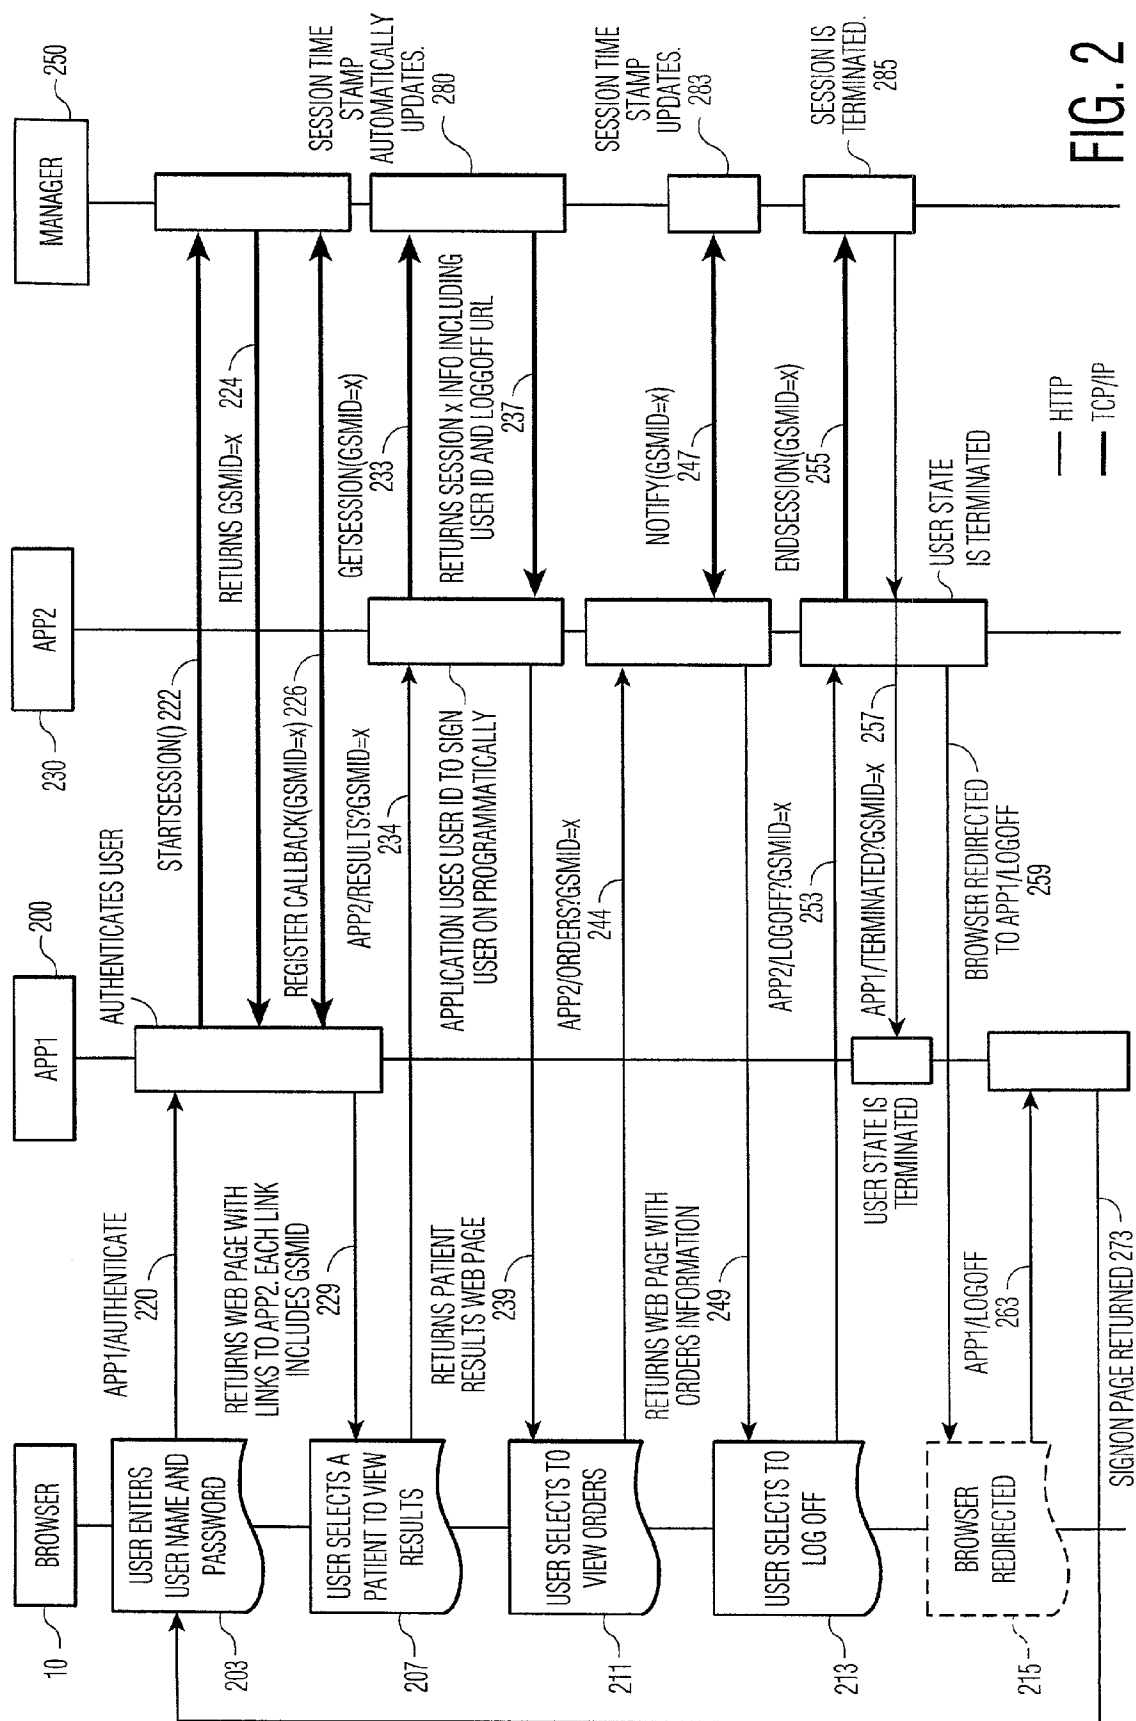 BROWSER
10
APP1
200
APP2
230
MANAGER
250
USER ENTERS
USER NAME AND
PASSWORD
203
APP1/AUTHENTICATE
220
AUTHENTICATES USER
STARTSESSION() 222
RETURNS GSMID=x 224
REGISTER CALLBACK(GSMID=x) 226
RETURNS WEB PAGE WITH
LINKS TO APP2. EACH LINK
INCLUDES GSMID
229
SESSION TIME
STAMP
AUTOMATICALLY
UPDATES.
280
USER SELECTS A
PATIENT TO VIEW
RESULTS
207
APP2/RESULTS?GSMID=x
234
GETSESSION(GSMID=x)
233
RETURNS SESSION x INFO INCLUDING
USER ID AND LOGGOFF URL
237
APPLICATION USES USER ID TO SIGN
USER ON PROGRAMMATICALLY
RETURNS PATIENT
RESULTS WEB PAGE
239
USER SELECTS TO
VIEW ORDERS
211
APP2/ORDERS?GSMID=x
244
NOTIFY(GSMID=x)
247
SESSION TIME
STAMP
UPDATES.
283
RETURNS WEB PAGE WITH
ORDERS INFORMATION
249
USER SELECTS TO
LOG OFF
213
APP2/LOGOFF?GSMID=x
253
ENDSESSION(GSMID=x)
255
SESSION IS
TERMINATED.
285
APP1/TERMINATED?GSMID=x 257
USER STATE IS
TERMINATED
USER STATE
IS TERMINATED
BROWSER REDIRECTED
TO APP1/LOGOFF
259
BROWSER
REDIRECTED
215
APP1/LOGOFF
263
SIGNON PAGE RETURNED 273
HTTP
TCP/IP
FIG. 2